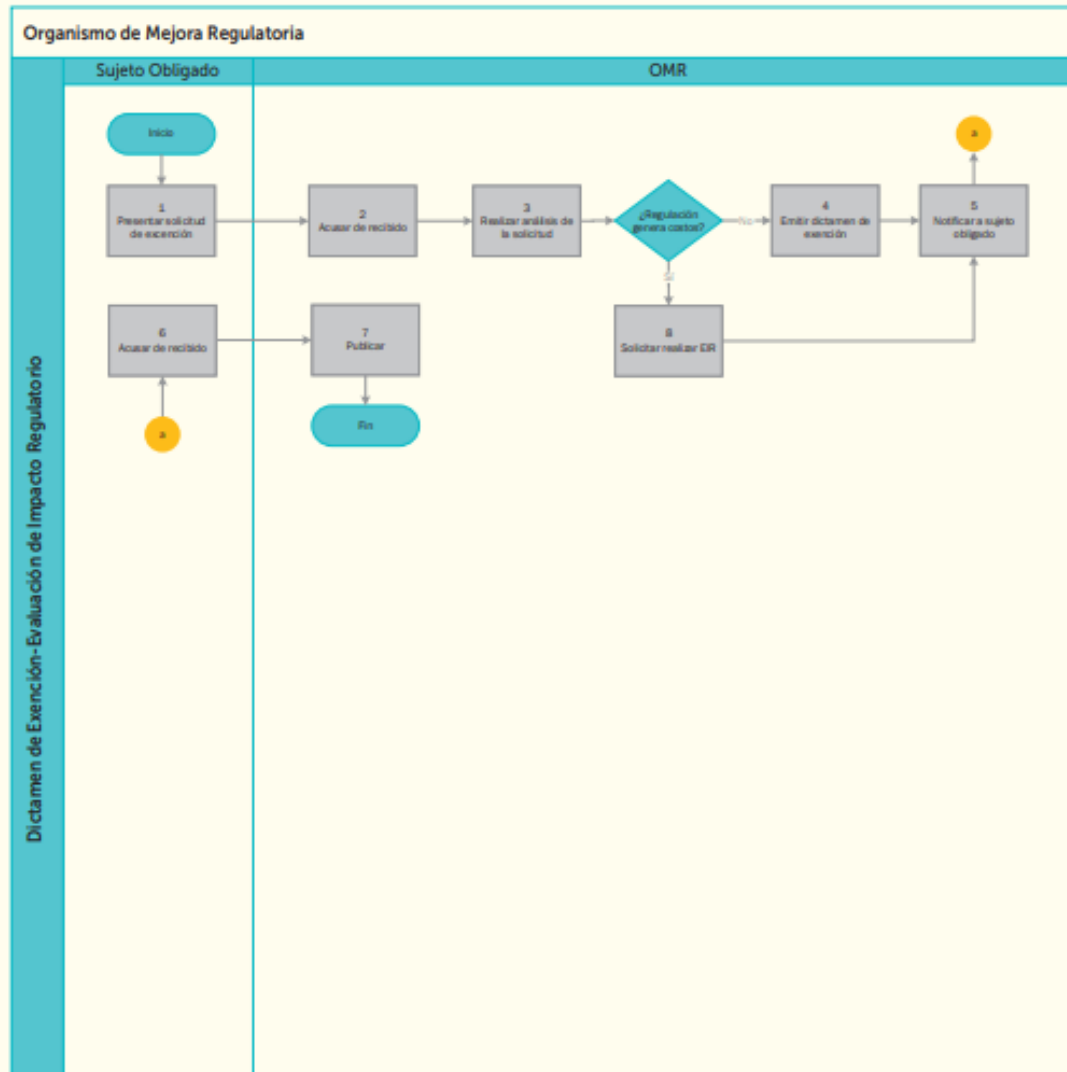 Organismo de Mejora Regulatoria
Sujeto Obligado
OMR
Dictamen de Exención-Evaluación de Impacto Regulatorio
Inicio
1
Presentar solicitud
de excención
2
Acusar de recibido
3
Realizar análisis de
la solicitud
¿Regulación
genera costos?
No
4
Emitir dictamen de
exención
5
Notificar a sujeto
obligado
a
Sí
6
Acusar de recibido
7
Publicar
8
Solicitar realizar EIR
a
Fin